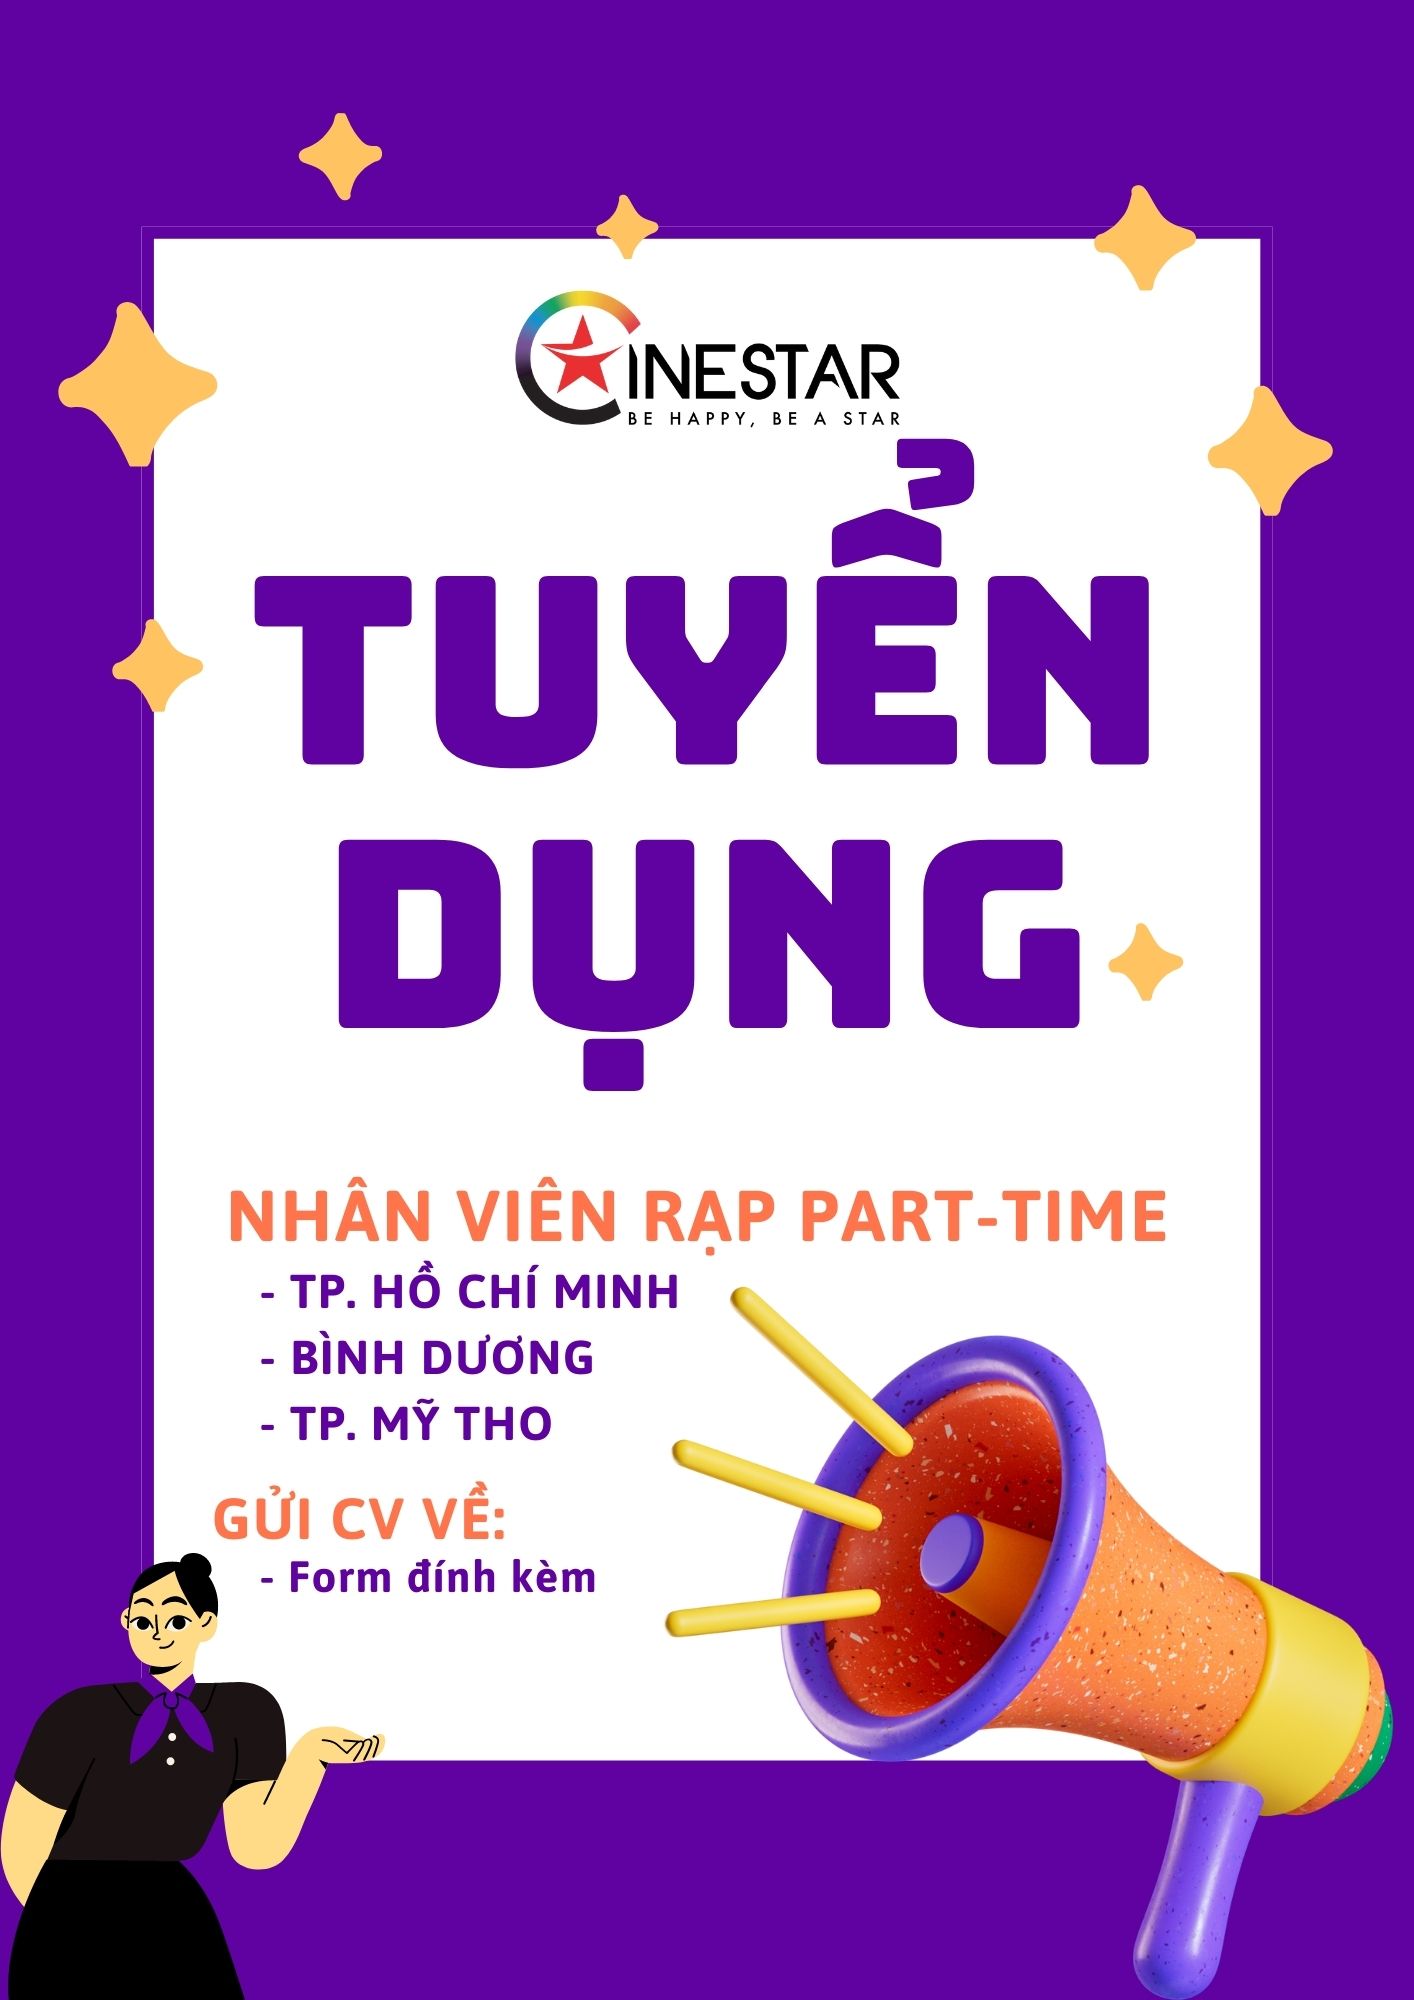 CINESTAR
BE HAPPY, BE A STAR
TUYỂN
DỤNG
NHÂN VIÊN RẠP PART-TIME
- TP. HỒ CHÍ MINH
- BÌNH DƯƠNG
- TP. MỸ THO
GỬI CV VỀ:
- Form đính kèm